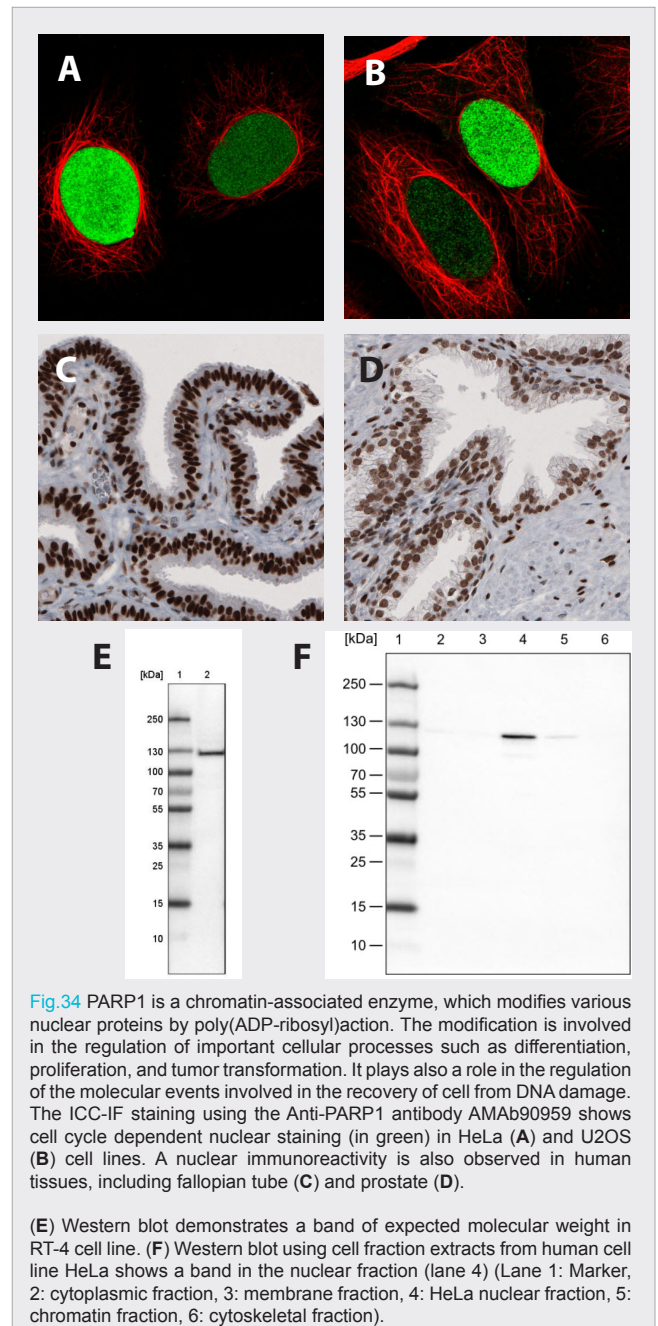 A
B
C
D
E
[kDa] 1 2
250
130
100
70
55
35
25
15
10
F
[kDa] 1 2 3 4 5 6
250
130
100
70
55
35
25
15
10
Fig.34 PARP1 is a chromatin-associated enzyme, which modifies various
nuclear proteins by poly(ADP-ribosyl)action. The modification is involved
in the regulation of important cellular processes such as differentiation,
proliferation, and tumor transformation. It plays also a role in the regulation
of the molecular events involved in the recovery of cell from DNA damage.
The ICC-IF staining using the Anti-PARP1 antibody AMAb90959 shows
cell cycle dependent nuclear staining (in green) in HeLa (A) and U2OS
(B) cell lines. A nuclear immunoreactivity is also observed in human
tissues, including fallopian tube (C) and prostate (D).
(E) Western blot demonstrates a band of expected molecular weight in
RT-4 cell line. (F) Western blot using cell fraction extracts from human cell
line HeLa shows a band in the nuclear fraction (lane 4) (Lane 1: Marker,
2: cytoplasmic fraction, 3: membrane fraction, 4: HeLa nuclear fraction, 5:
chromatin fraction, 6: cytoskeletal fraction).